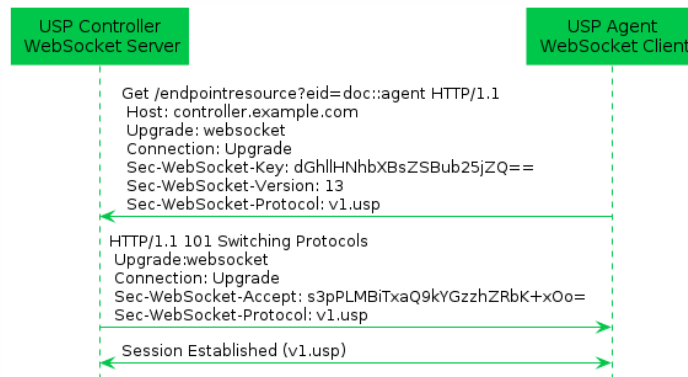 USP Controller
WebSocket Server
USP Agent
WebSocket Client
Get /endpointresource?eid=doc::agent HTTP/1.1
Host: controller.example.com
Upgrade: websocket
Connection: Upgrade
Sec-WebSocket-Key: dGhllHNhbXBsZSBub25jZQ==
Sec-WebSocket-Version: 13
Sec-WebSocket-Protocol: v1.usp
HTTP/1.1 101 Switching Protocols
Upgrade:websocket
Connection: Upgrade
Sec-WebSocket-Accept: s3pPLMBiTxaQ9kYGzzhZRbK+xOo=
Sec-WebSocket-Protocol: v1.usp
Session Established (v1.usp)